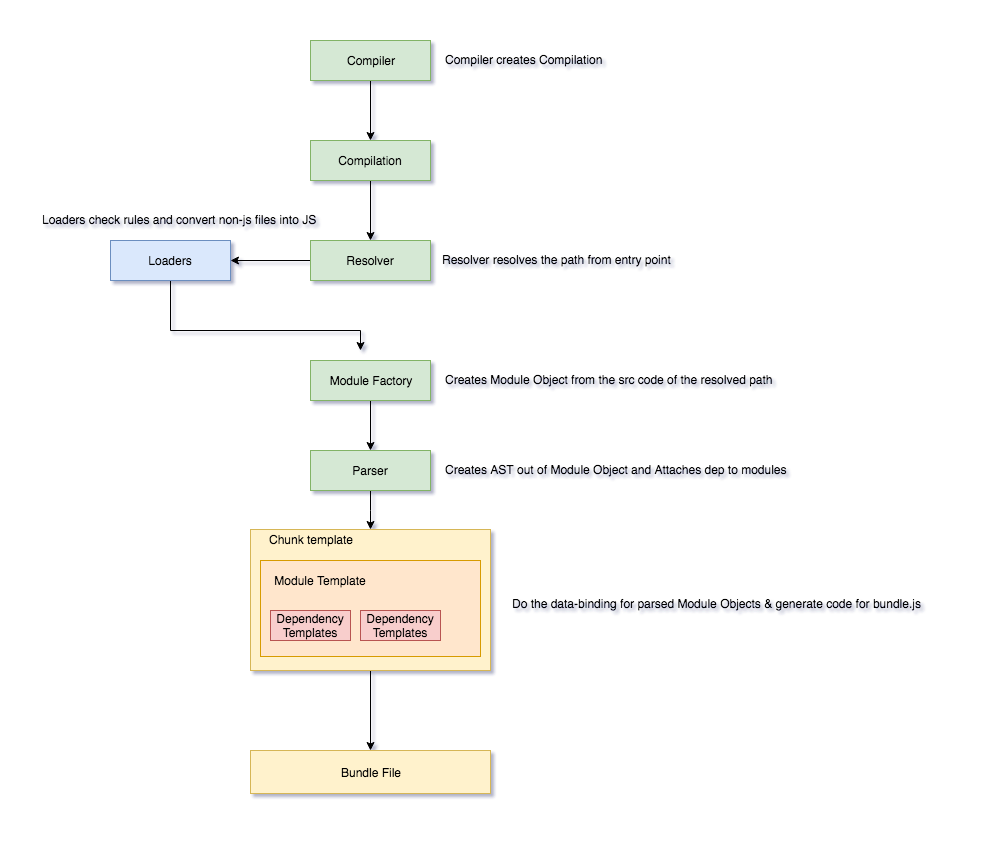 Compiler
Compiler creates Compilation
Compilation
Loaders check rules and convert non-js files into JS
Loaders
Resolver
Resolver resolves the path from entry point
Module Factory
Creates Module Object from the src code of the resolved path
Parser
Creates AST out of Module Object and Attaches dep to modules
Chunk template
Module Template
Dependency
Templates
Dependency
Templates
Do the data-binding for parsed Module Objects & generate code for bundle.js
Bundle File